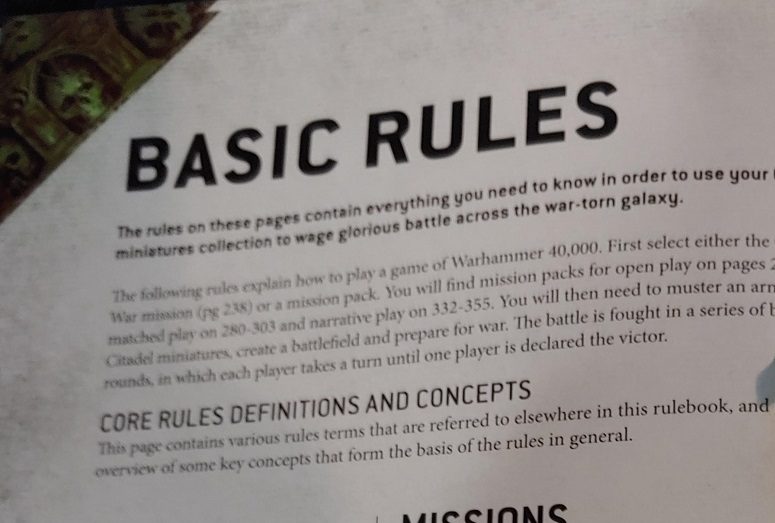 BASIC RULES
The rules on these pages contain everything you need to know in order to use your
miniatures collection to wage glorious battle across the war-torn galaxy.
The following rules explain how to play a game of Warhammer 40,000. First select either the
War mission (pg 238) or a mission pack. You will find mission packs for open play on pages
matched play on 280-303 and narrative play on 332-355. You will then need to muster an
Citadel miniatures, create a battlefield and prepare for war. The battle is fought in a series of
rounds, in which each player takes a turn until one player is declared the victor.
CORE RULES DEFINITIONS AND CONCEPTS
This page contains various rules terms that are referred to elsewhere in this rulebook, and
overview of some key concepts that form the basis of the rules in general.
MISSIONS